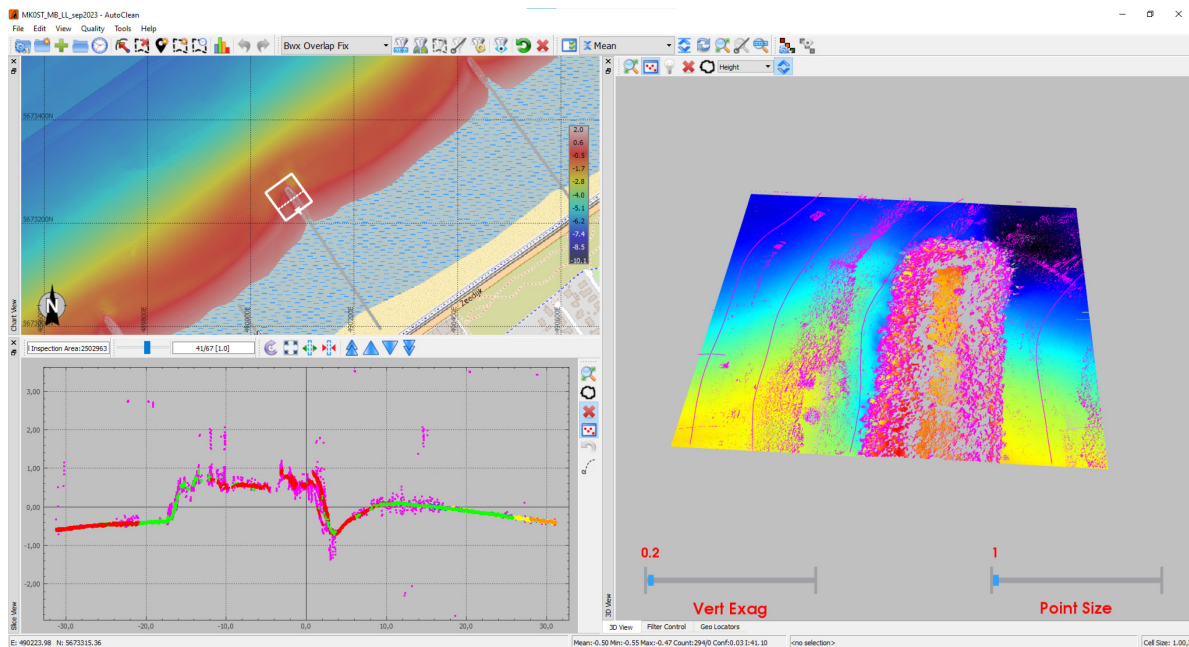 MK0ST_MB_LL_sep2023 - AutoClean
File Edit View Quality Tools Help
Bwx Overlap Fix
Mean
Height
5673400N
5673200N
2.0
0.6
-0.5
-1.7
-2.8
-4.0
-5.1
-6.2
-7.4
-8.5
-10.1
N
Zeedijk
Chart View
Inspection Area:2502963
41/67 [1.0]
3,00
2,00
1,00
0,00
-1,00
-2,00
-30,0 -20,0 -10,0 0,0 10,0 20,0 30,0
Slice View
0.2
1
Vert Exag
Point Size
3D View
3D View Filter Control Geo Locators
E: 490223.98 N: 5673315.36
Mean:-0.50 Min:-0.55 Max:-0.47 Count:294/0 Conf:0.03 I:41.10
<no selection>
Cell Size: 1.00,